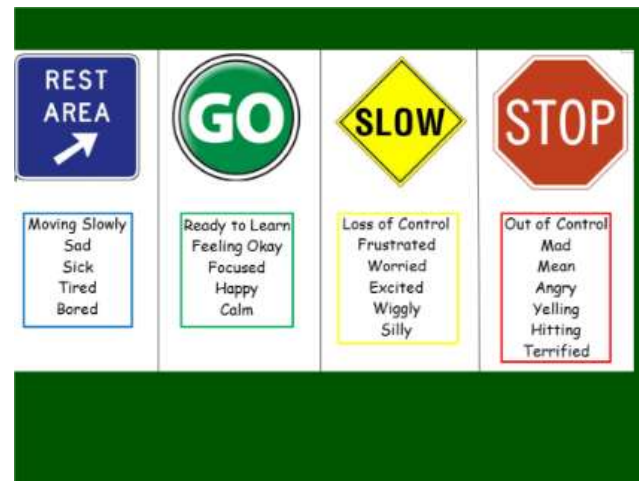 REST
AREA
GO
SLOW
STOP
Moving Slowly
Sad
Sick
Tired
Bored
Ready to Learn
Feeling Okay
Focused
Happy
Calm
Loss of Control
Frustrated
Worried
Excited
Wiggly
Silly
Out of Control
Mad
Mean
Angry
Yelling
Hitting
Terrified